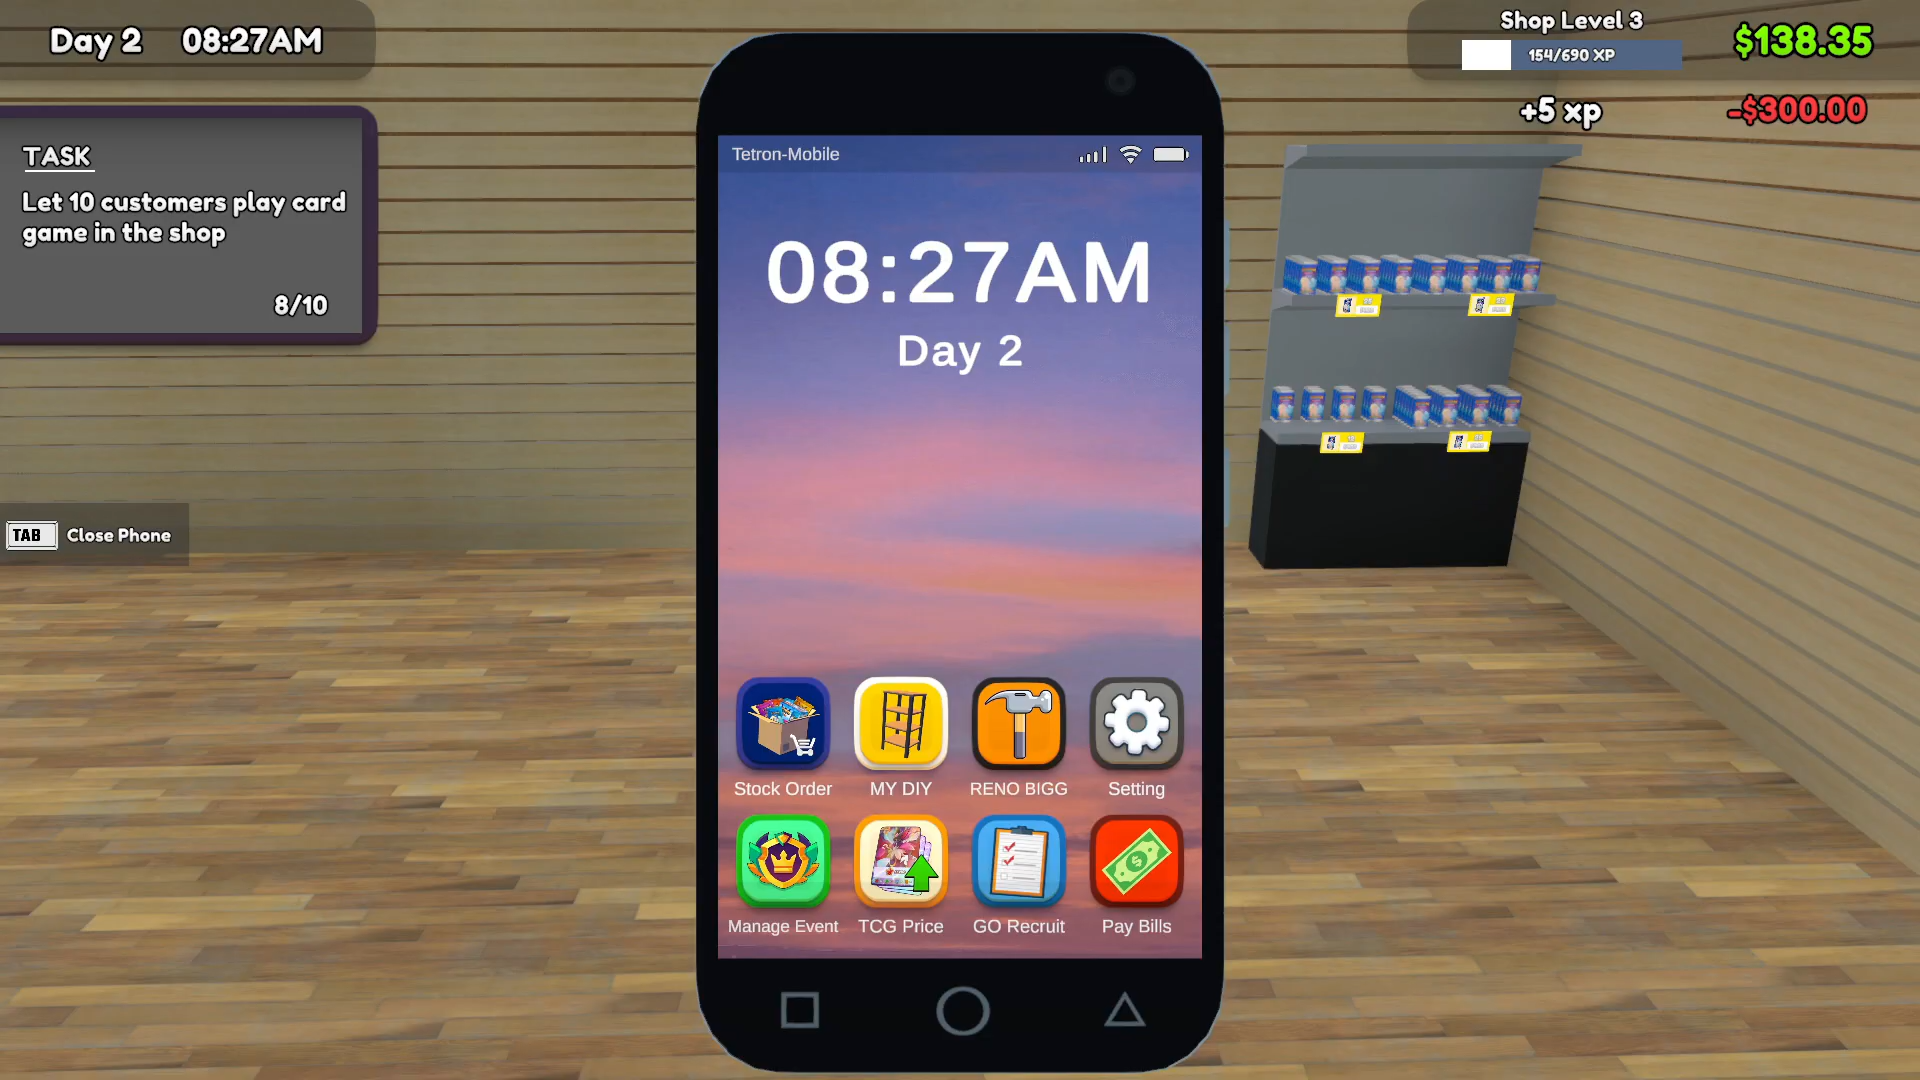 Day 2 08:27AM
Shop Level 3
154/690 XP
$138.35
+5 xp
-$300.00
TASK
Let 10 customers play card
game in the shop
8/10
TAB Close Phone
Tetron-Mobile
08:27AM
Day 2
Stock Order MY DIY RENO BIGG Setting
Manage Event TCG Price GO Recruit Pay Bills